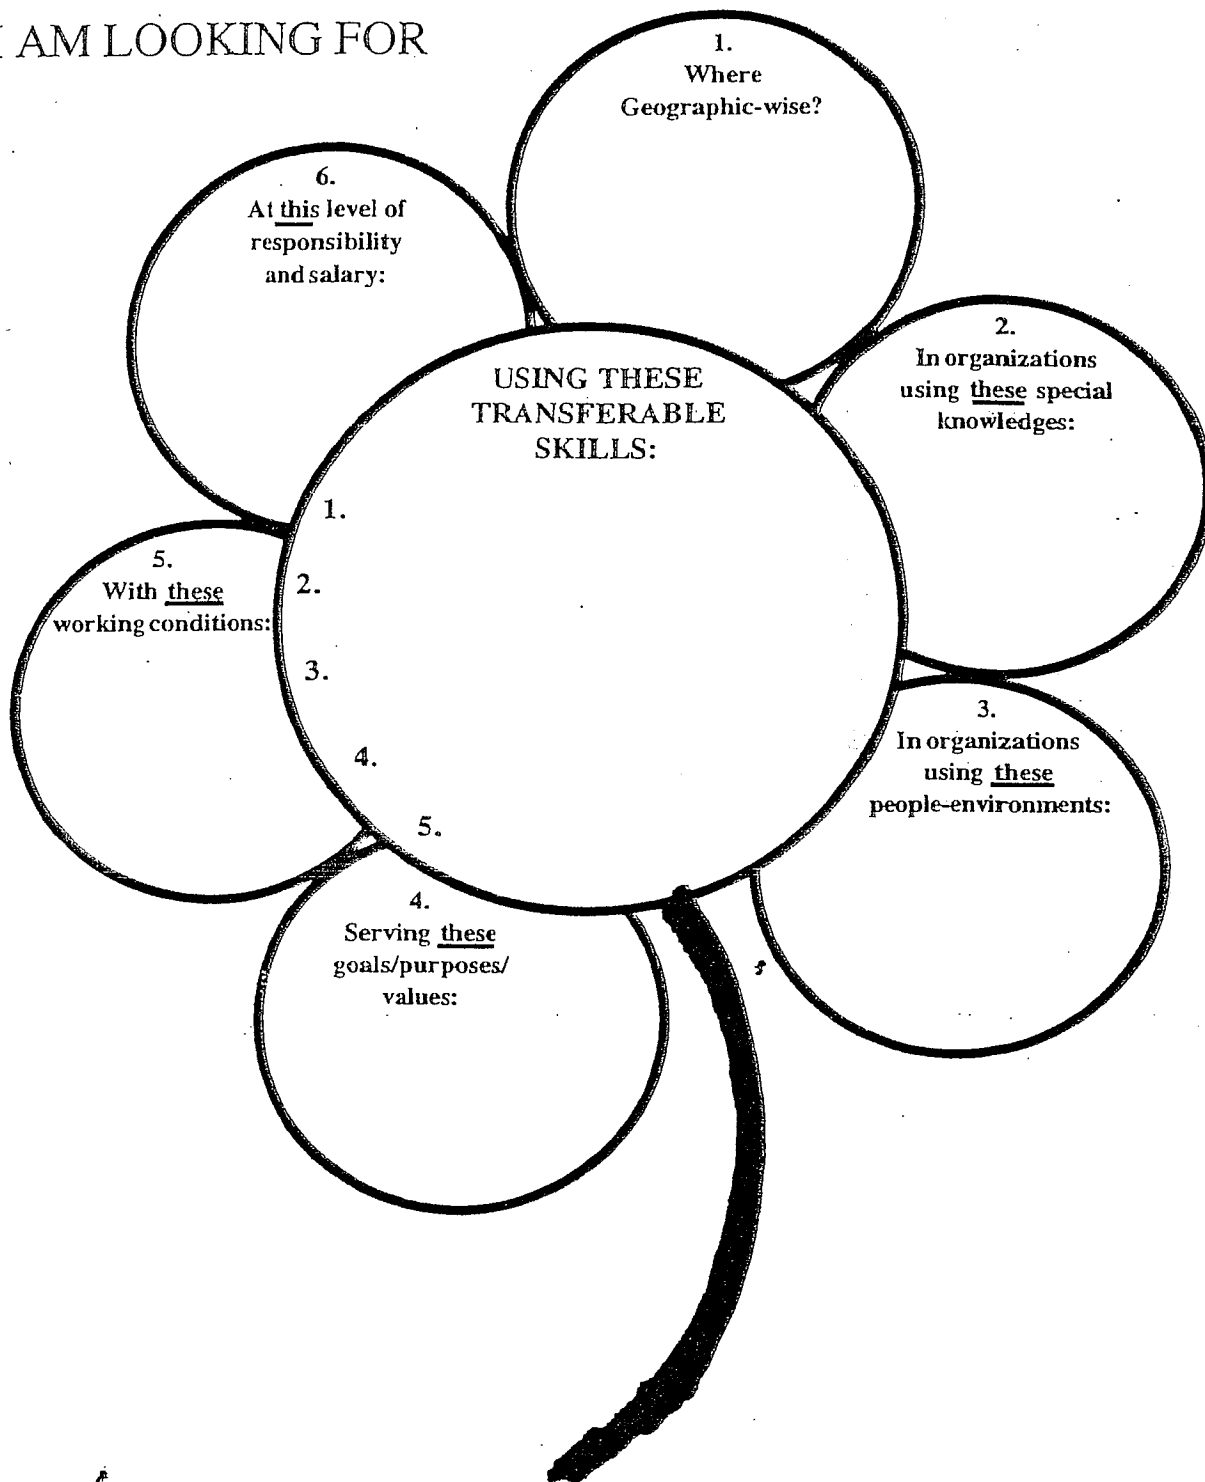 I AM LOOKING FOR
1.
Where
Geographic-wise?
2.
In organizations
using these special
knowledges:
3.
In organizations
using these
people-environments:
4.
Serving these
goals/purposes/
values:
5.
With these
working conditions:
6.
At this level of
responsibility
and salary:
USING THESE
TRANSFERABLE
SKILLS:
1.
2.
3.
4.
5.